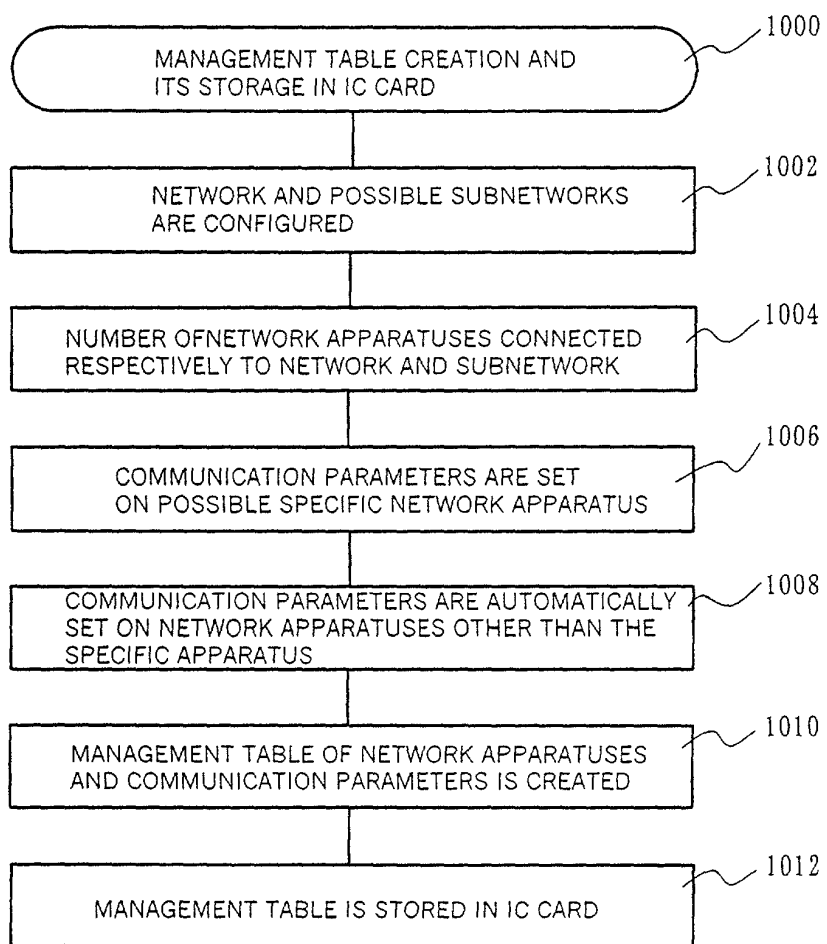 1000
MANAGEMENT TABLE CREATION AND
ITS STORAGE IN IC CARD
1002
NETWORK AND POSSIBLE SUBNETWORKS
ARE CONFIGURED
1004
NUMBER OFNETWORK APPARATUSES CONNECTED
RESPECTIVELY TO NETWORK AND SUBNETWORK
1006
COMMUNICATION PARAMETERS ARE SET
ON POSSIBLE SPECIFIC NETWORK APPARATUS
1008
COMMUNICATION PARAMETERS ARE AUTOMATICALLY
SET ON NETWORK APPARATUSES OTHER THAN THE
SPECIFIC APPARATUS
1010
MANAGEMENT TABLE OF NETWORK APPARATUSES
AND COMMUNICATION PARAMETERS IS CREATED
1012
MANAGEMENT TABLE IS STORED IN IC CARD